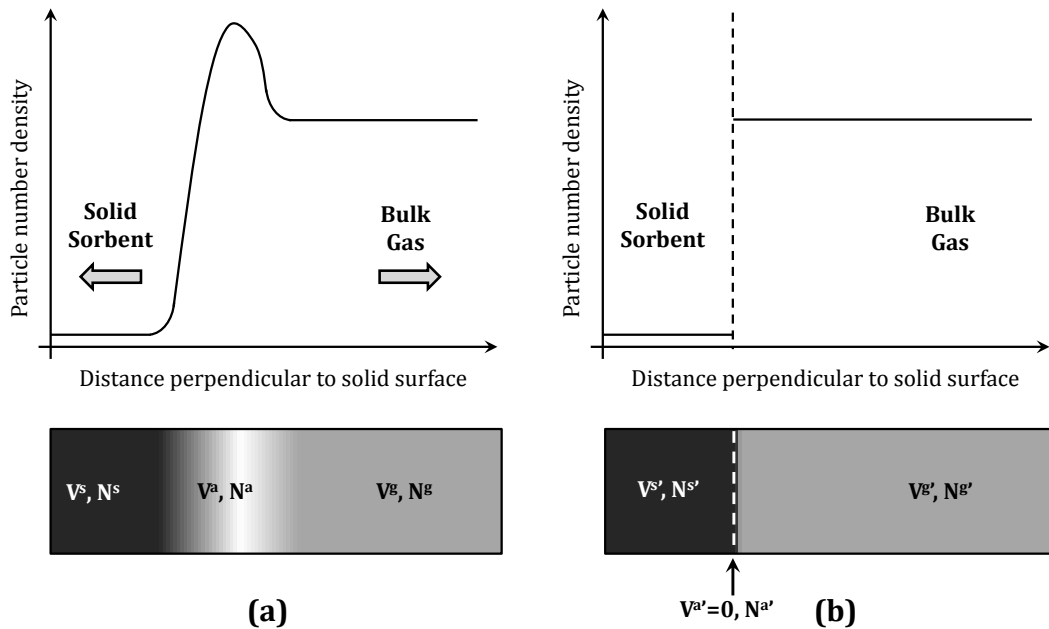 Particle number density
Solid
Sorbent
Bulk
Gas
Distance perpendicular to solid surface
Vˢ, Nˢ
Vᵃ, Nᵃ
Vᵍ, Nᵍ
(a)
Particle number density
Solid
Sorbent
Bulk
Gas
Distance perpendicular to solid surface
Vˢ’, Nˢ’
Vᵍ’, Nᵍ’
Vᵃ’=0, Nᵃ’
(b)